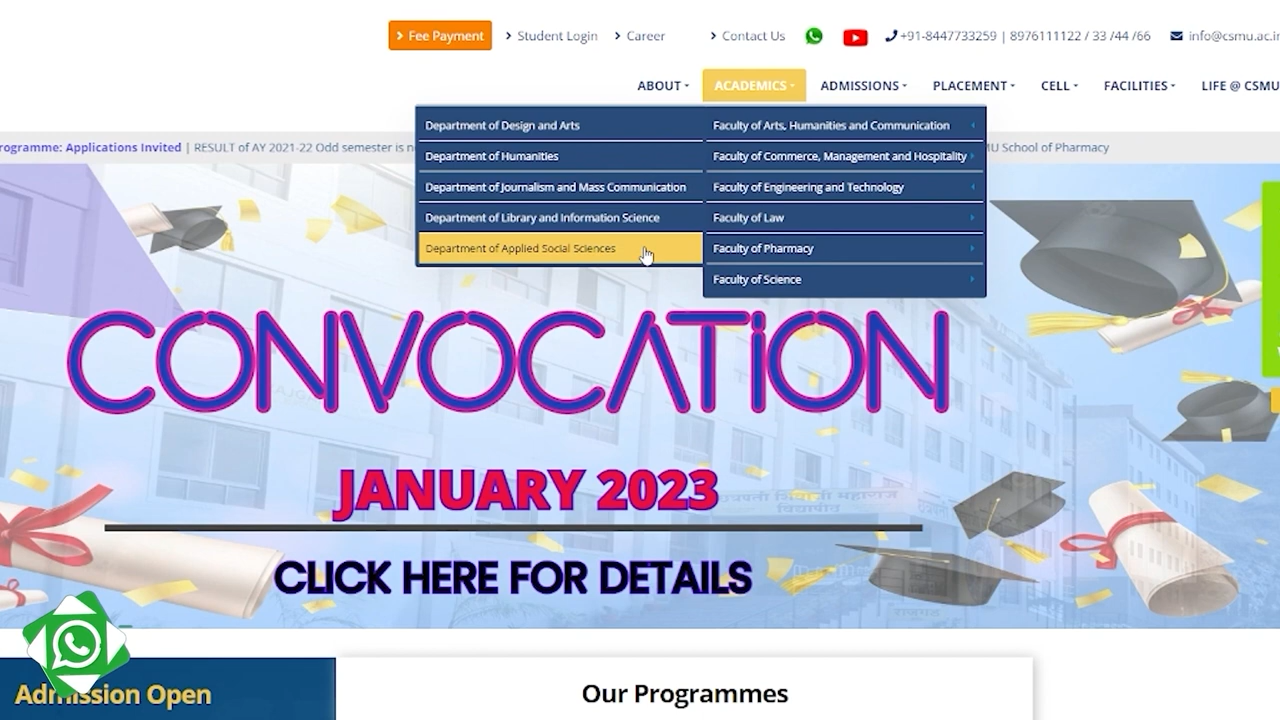 Fee Payment
Student Login
Career
Contact Us
+91-8447733259 | 8976111122 / 33 /44 /66
info@csmu.ac.in
ABOUT
ACADEMICS
ADMISSIONS
PLACEMENT
CELL
FACILITIES
LIFE @ CSMU
Department of Design and Arts
Department of Humanities
Department of Journalism and Mass Communication
Department of Library and Information Science
Department of Applied Social Sciences
Faculty of Arts, Humanities and Communication
Faculty of Commerce, Management and Hospitality
Faculty of Engineering and Technology
Faculty of Law
Faculty of Pharmacy
Faculty of Science
rogramme: Applications Invited | RESULT of AY 2021-22 Odd semester is n
MU School of Pharmacy
CONVOCATION
JANUARY 2023
CLICK HERE FOR DETAILS
Admission Open
Our Programmes